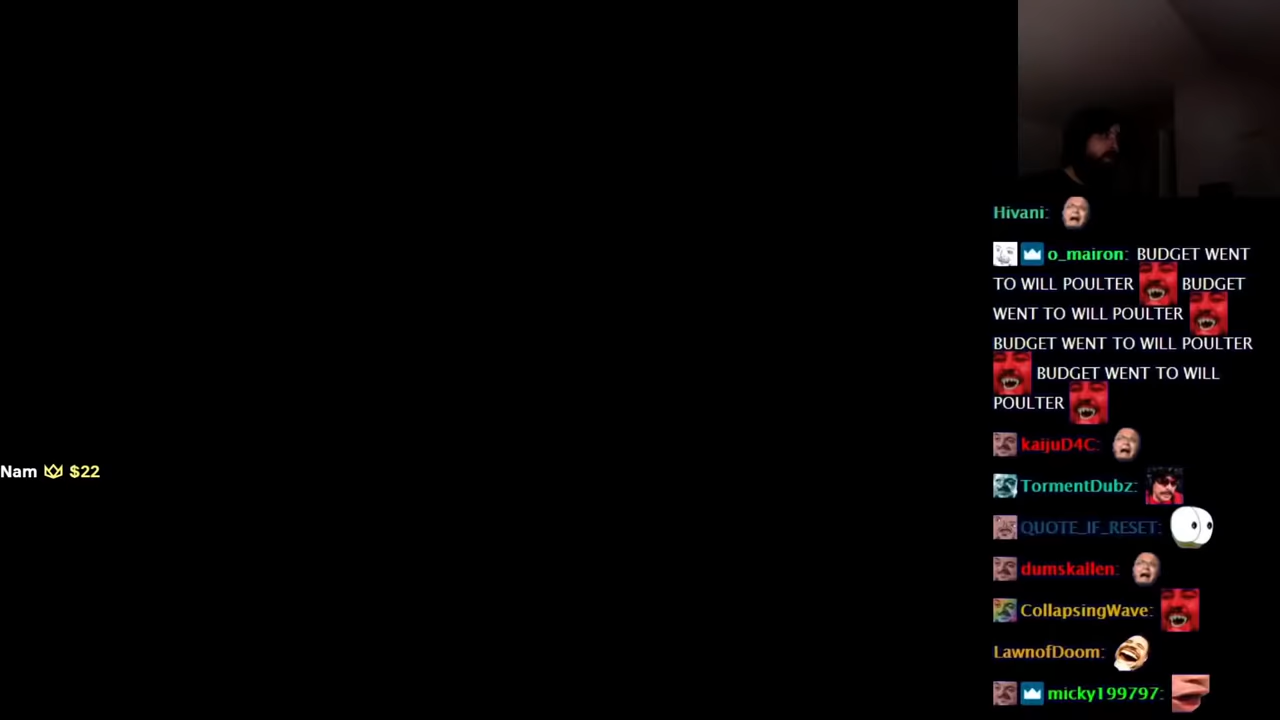 Hivani:
o_mairon: BUDGET WENT
TO WILL POULTER BUDGET
WENT TO WILL POULTER
BUDGET WENT TO WILL POULTER
BUDGET WENT TO WILL
POULTER
kaijuD4C:
Nam $22
TormentDubz:
QUOTE_IF_RESET:
dumskallen:
CollapsingWave:
LawnofDoom:
micky199797: